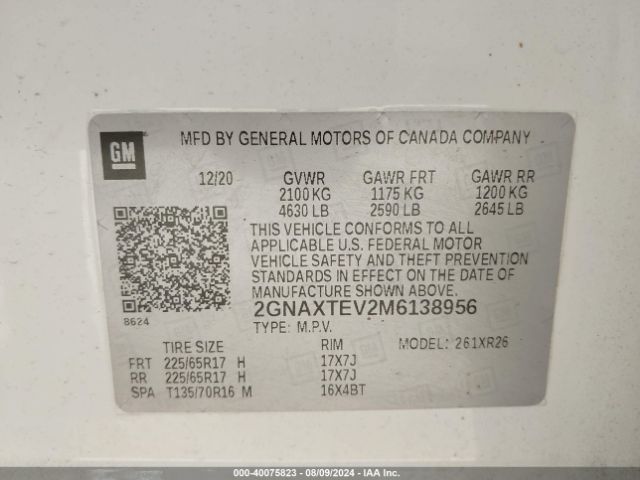 GM
MFD BY GENERAL MOTORS OF CANADA COMPANY
12/20 GVWR GAWR FRT GAWR RR
2100 KG 1175 KG 1200 KG
4630 LB 2590 LB 2645 LB
THIS VEHICLE CONFORMS TO ALL
APPLICABLE U.S. FEDERAL MOTOR
VEHICLE SAFETY AND THEFT PREVENTION
STANDARDS IN EFFECT ON THE DATE OF
MANUFACTURE SHOWN ABOVE.
8624
2GNAXTEV2M6138956
TYPE: M.P.V.
TIRE SIZE RIM MODEL: 261XR26
FRT 225/65R17 H 17X7J
RR 225/65R17 H 17X7J
SPA T135/70R16 M 16X4BT
000-40075823 - 08/09/2024 - IAA Inc.